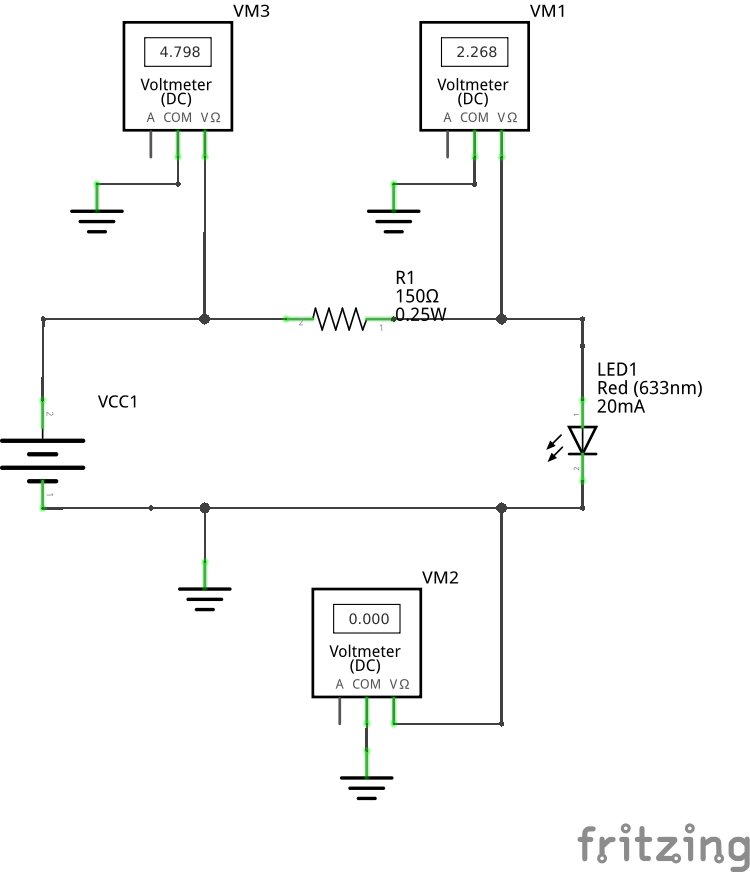 VM3
4.798
Voltmeter
(DC)
A COM VΩ
VM1
2.268
Voltmeter
(DC)
A COM VΩ
R1
150Ω
0.25W
2
1
LED1
Red (633nm)
20mA
1
2
VCC1
2
1
VM2
0.000
Voltmeter
(DC)
A COM VΩ
fritzing